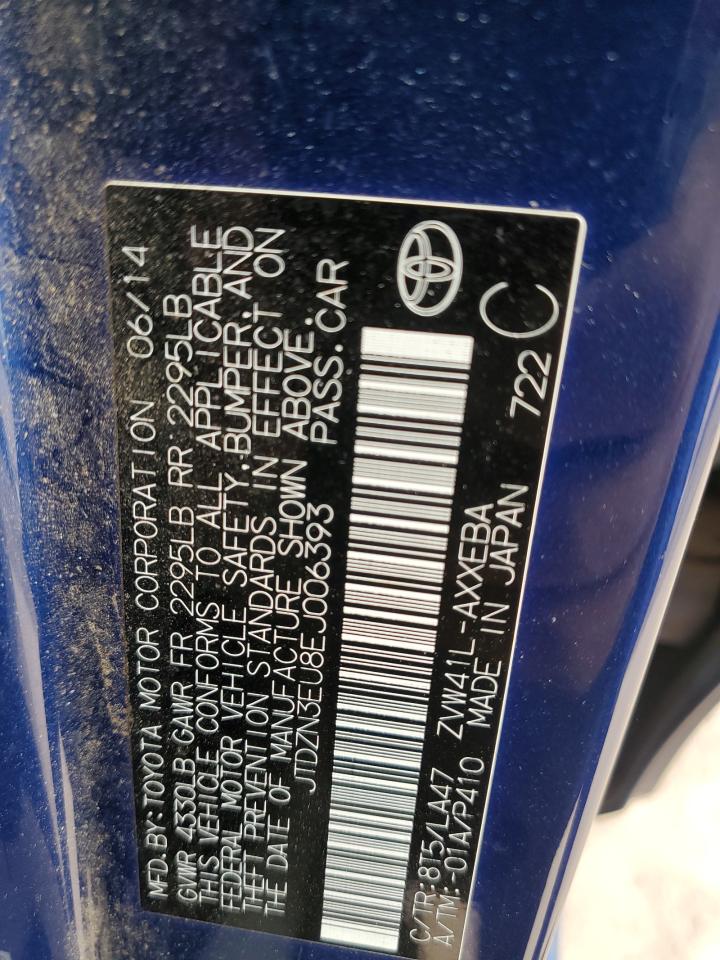 MFD. BY: TOYOTA MOTOR CORPORATION 06/14
GVWR 4330LB GAWR FR 2295LB RR 2295LB
THIS VEHICLE CONFORMS TO ALL APPLICABLE
FEDERAL MOTOR VEHICLE SAFETY, BUMPER, AND
THEFT PREVENTION STANDARDS IN EFFECT ON
THE DATE OF MANUFACTURE SHOWN ABOVE.
JTDZN3EU8EJ006393 PASS. CAR
C/TR: 8T5/LA47 ZVW41L-AXXEBA
A/TM: -01A/P410 MADE IN JAPAN 722 C